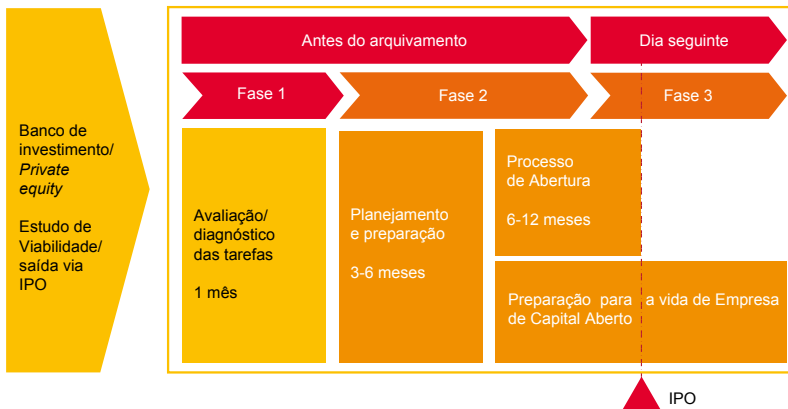 Banco de
investimento/
Private
equity
Estudo de
Viabilidade/
saída via
IPO
Antes do arquivamento
Dia seguinte
Fase 1
Fase 2
Fase 3
Avaliação/
diagnóstico
das tarefas
1 mês
Planejamento
e preparação
3-6 meses
Processo
de Abertura
6-12 meses
Preparação para a vida de Empresa
de Capital Aberto
IPO